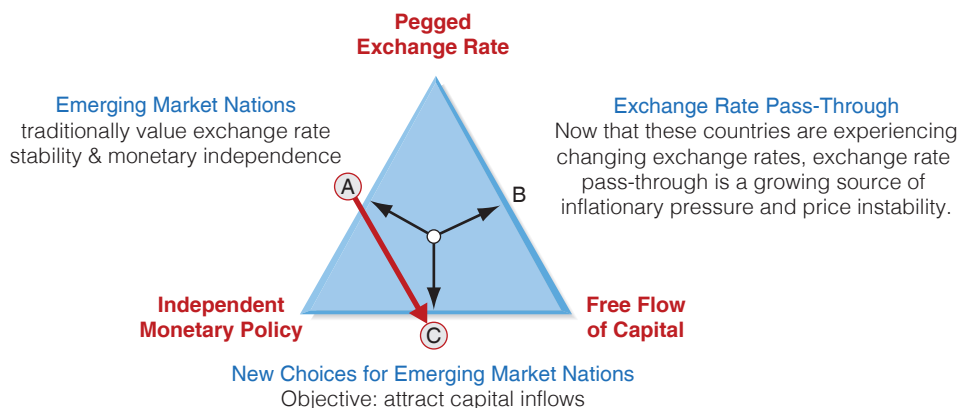 Pegged
Exchange Rate
Emerging Market Nations
traditionally value exchange rate
stability & monetary independence
Exchange Rate Pass-Through
Now that these countries are experiencing
changing exchange rates, exchange rate
pass-through is a growing source of
inflationary pressure and price instability.
A
B
Independent
Monetary Policy
Free Flow
of Capital
C
New Choices for Emerging Market Nations
Objective: attract capital inflows